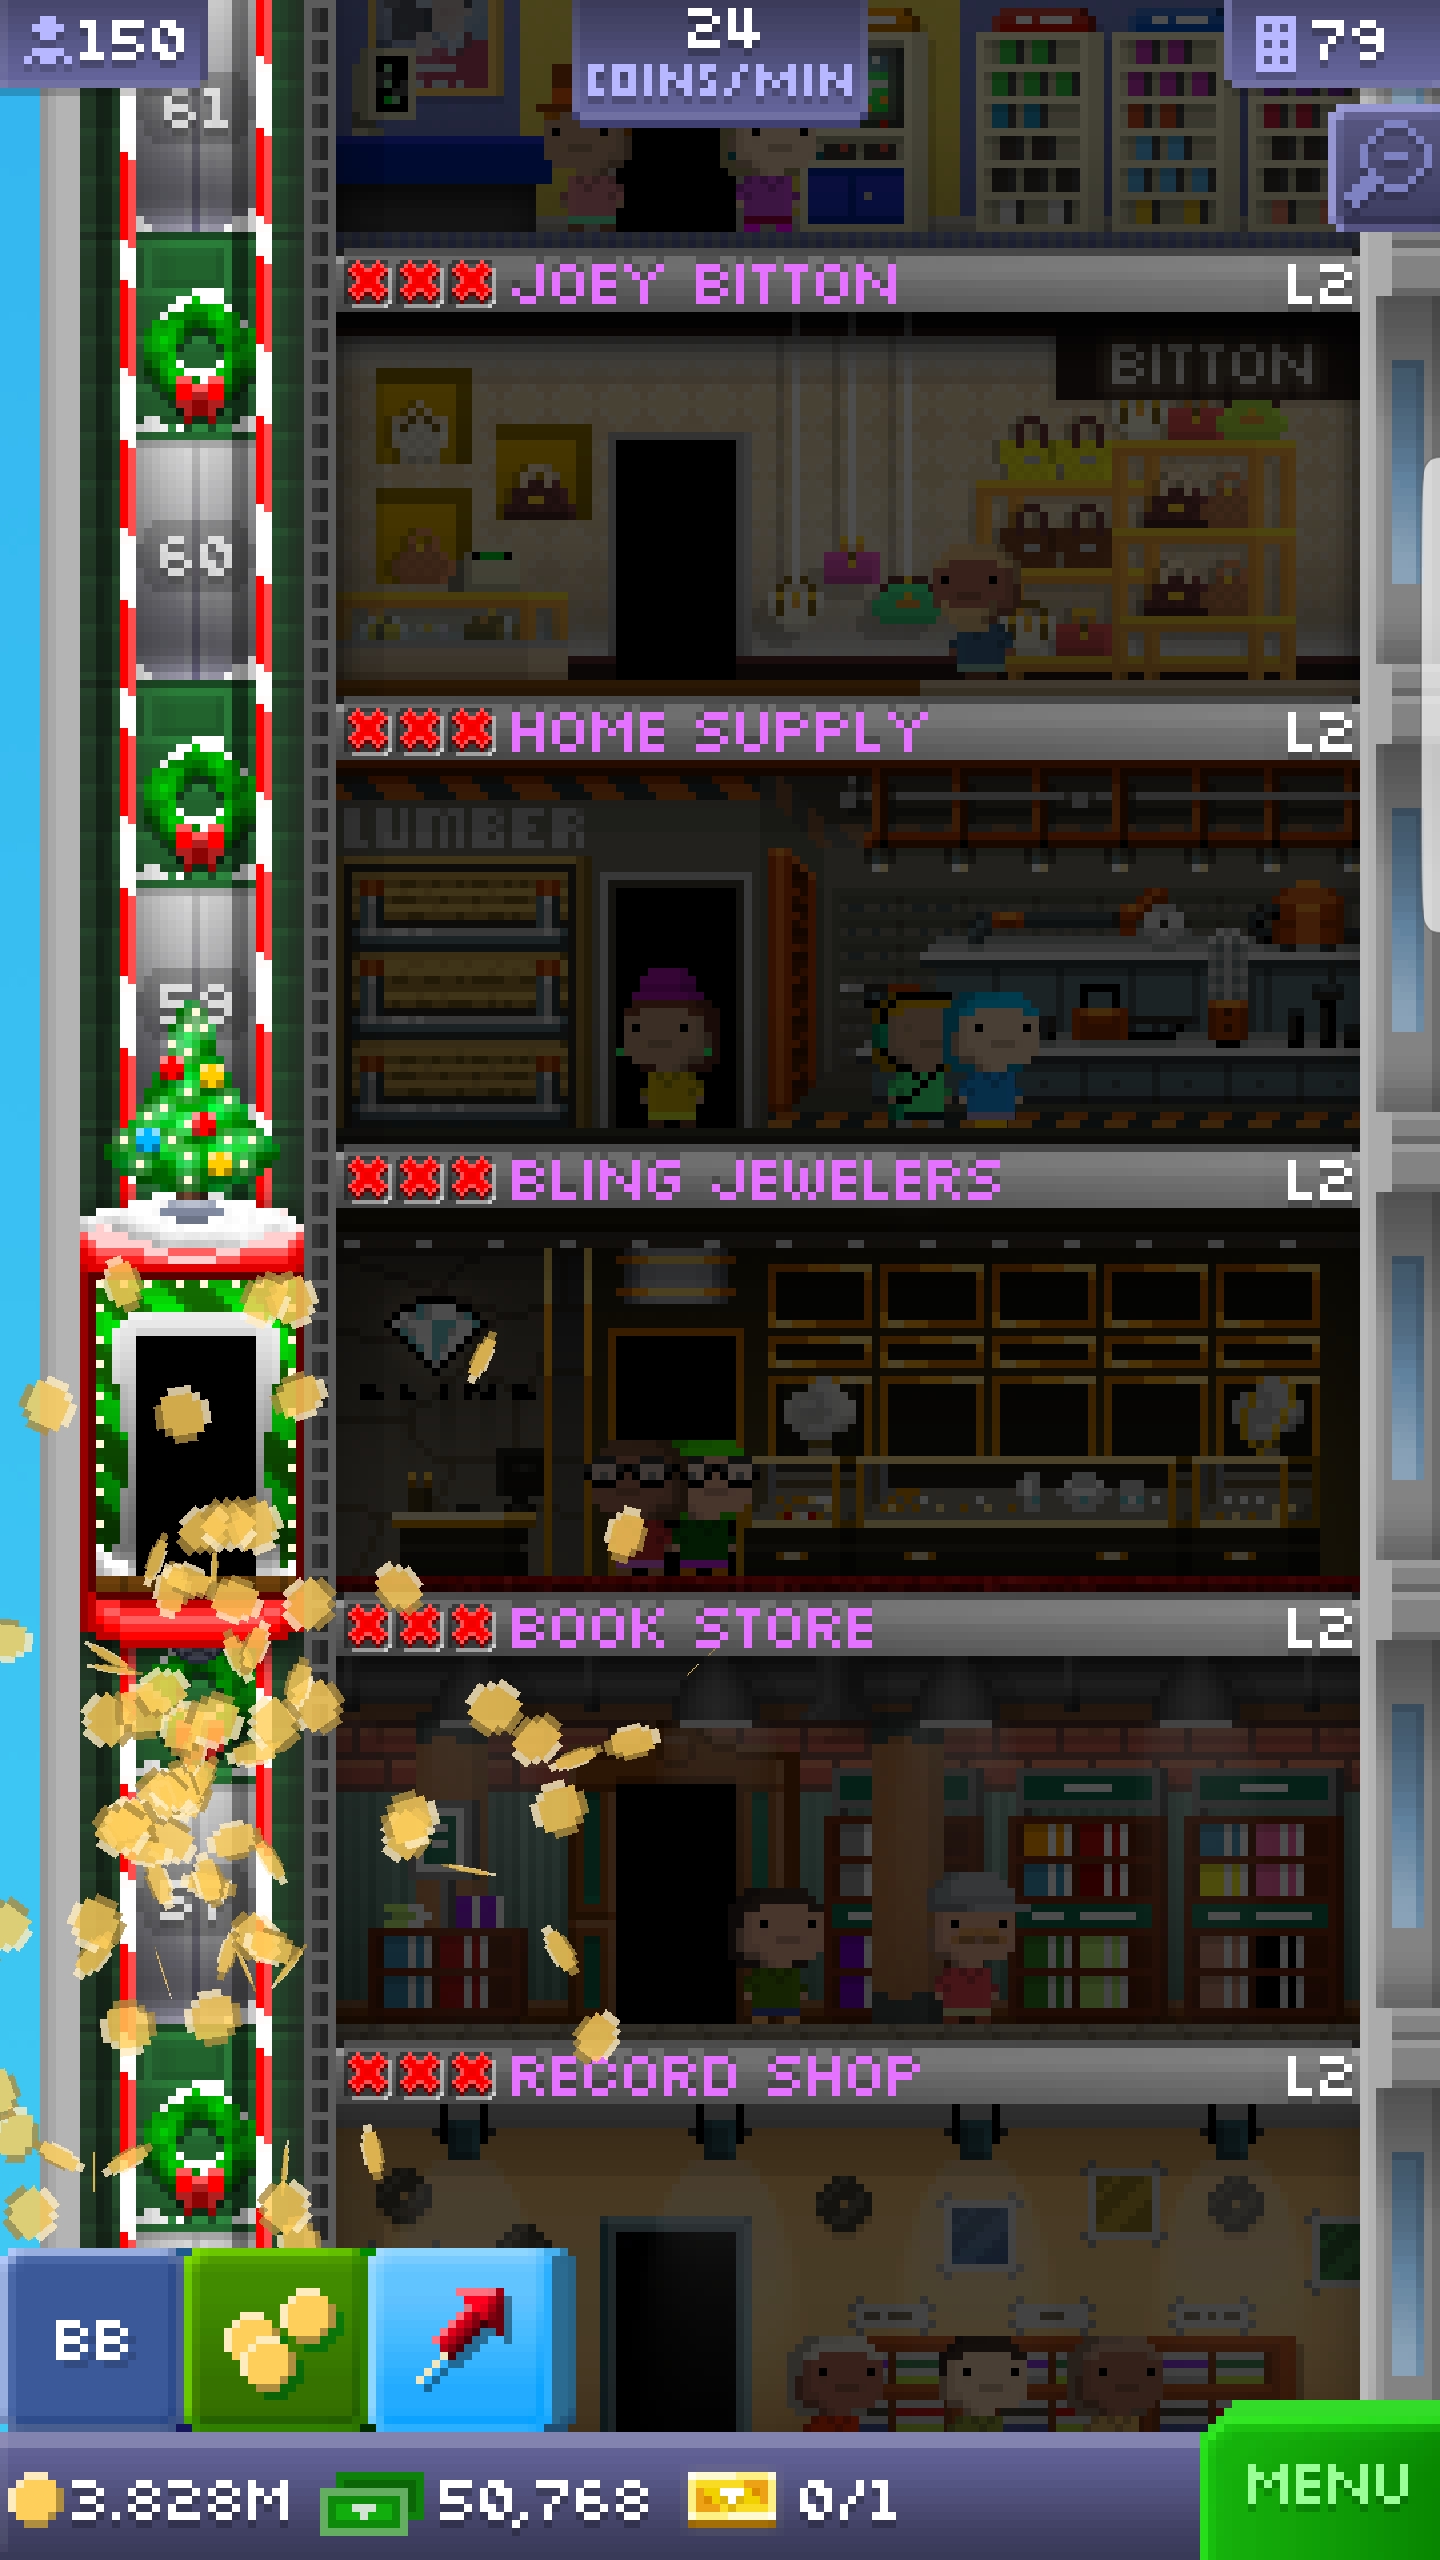 150
24
COINS/MIN
79
61
JOEY BITTON L2
BITTON
60
HOME SUPPLY L2
LUMBER
59
BLING JEWELERS L2
BLING
BOOK STORE L2
RECORD SHOP L2
BB
3.828M 50,768 0/1
MENU